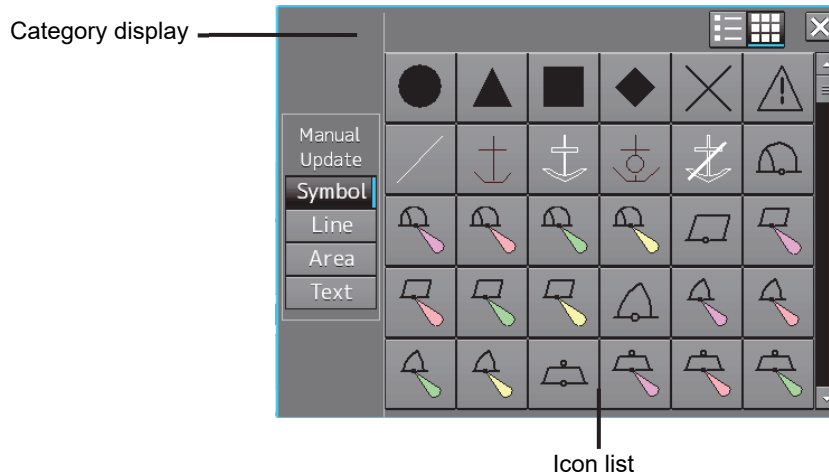 Category display
Manual
Update
Symbol
Line
Area
Text
Icon list